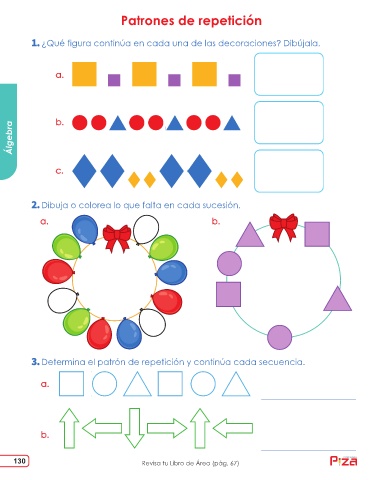 Patrones de repetición
1. ¿Qué figura continúa en cada una de las decoraciones? Dibújala.
a.
b.
c.
Álgebra
2. Dibuja o colorea lo que falta en cada sucesión.
a.
b.
3. Determina el patrón de repetición y continúa cada secuencia.
a.
b.
130
Revisa tu Libro de Área (pág. 67)